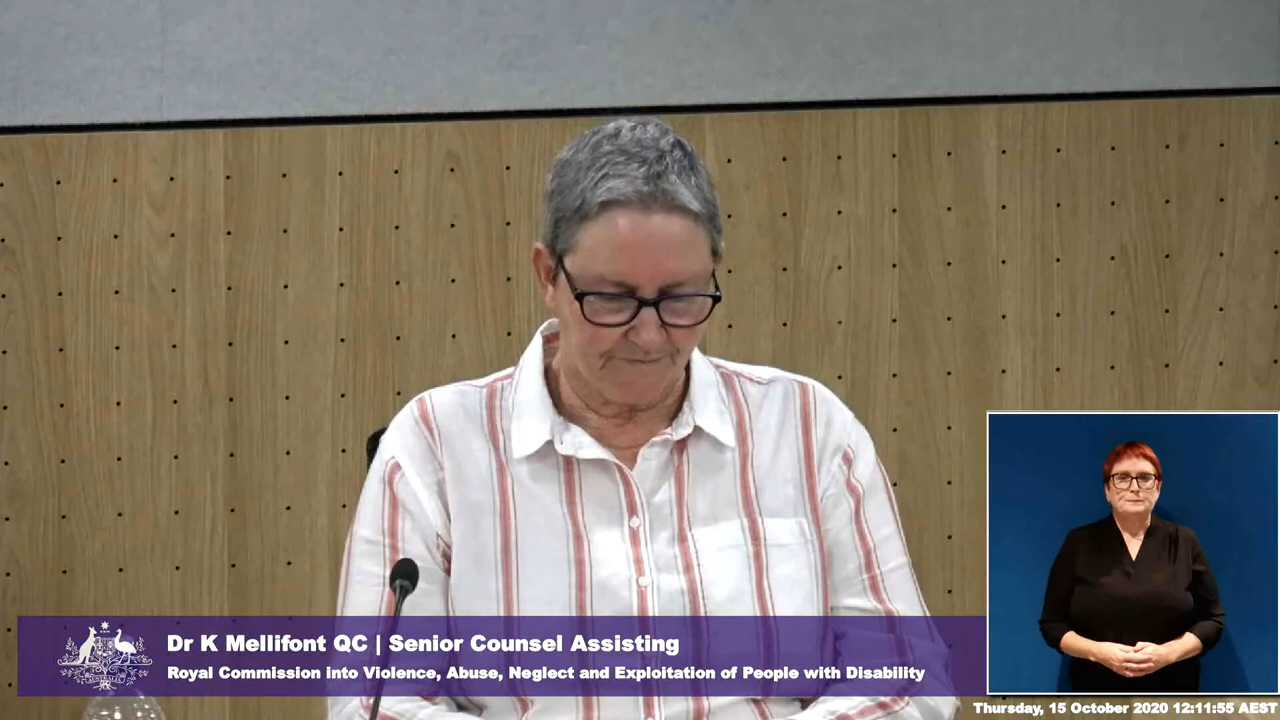 Dr K Mellifont QC | Senior Counsel Assisting
Royal Commission into Violence, Abuse, Neglect and Exploitation of People with Disability
AUSTRALIA
Thursday, 15 October 2020 12:11:55 AEST